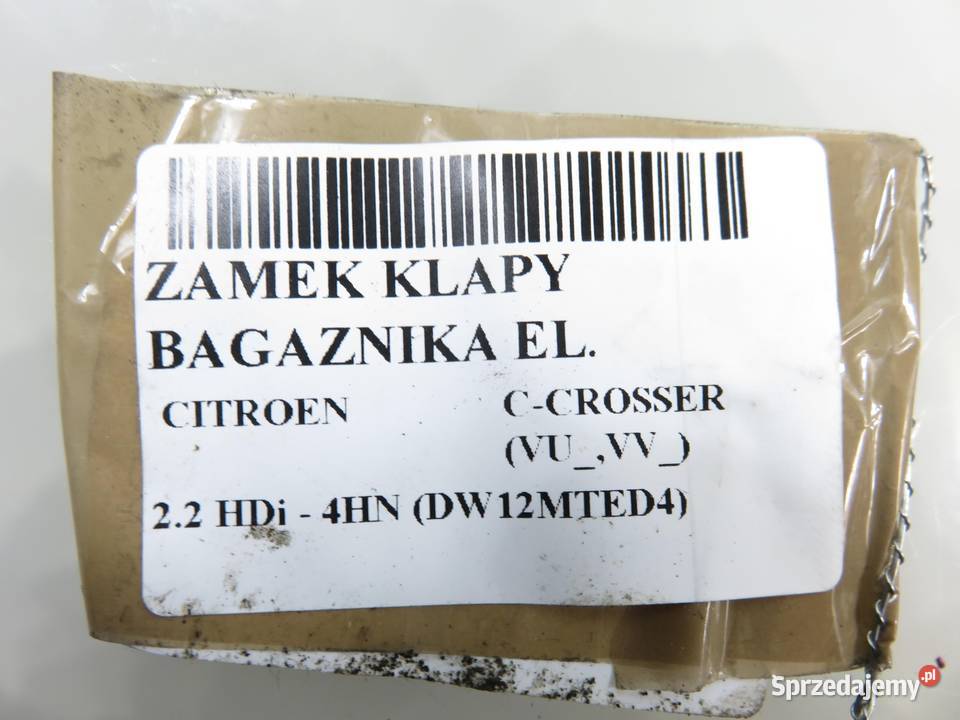 ZAMEK KLAPY
BAGAZNIKA EL.
CITROEN C-CROSSER
(VU_,VV_)
2.2 HDi - 4HN (DW12MTED4)
Sprzedajemy.pl